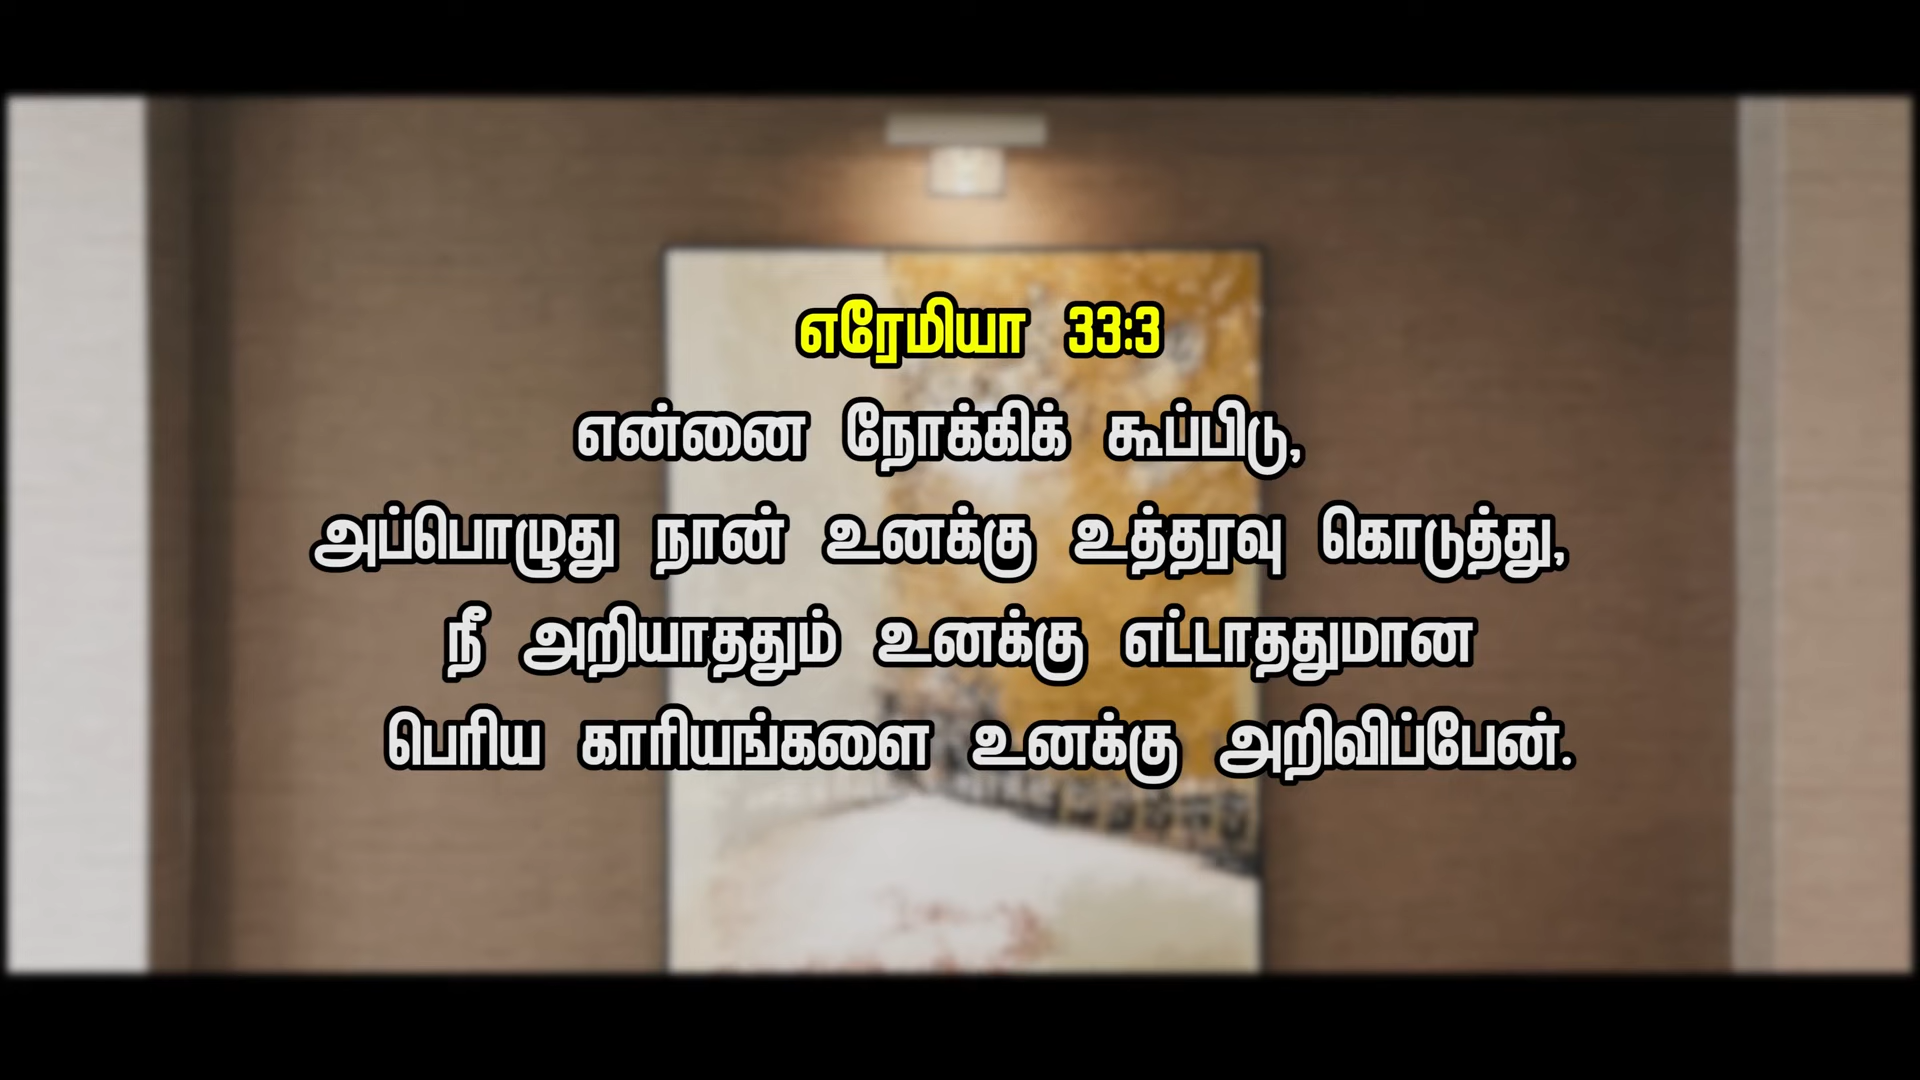 எரேமியா 33:3
என்னை நோக்கிக் கூப்பிடு,
அப்பொழுது நான் உனக்கு உத்தரவு கொடுத்து,
நீ அறியாததும் உனக்கு எட்டாததுமான
பெரிய காரியங்களை உனக்கு அறிவிப்பேன்.